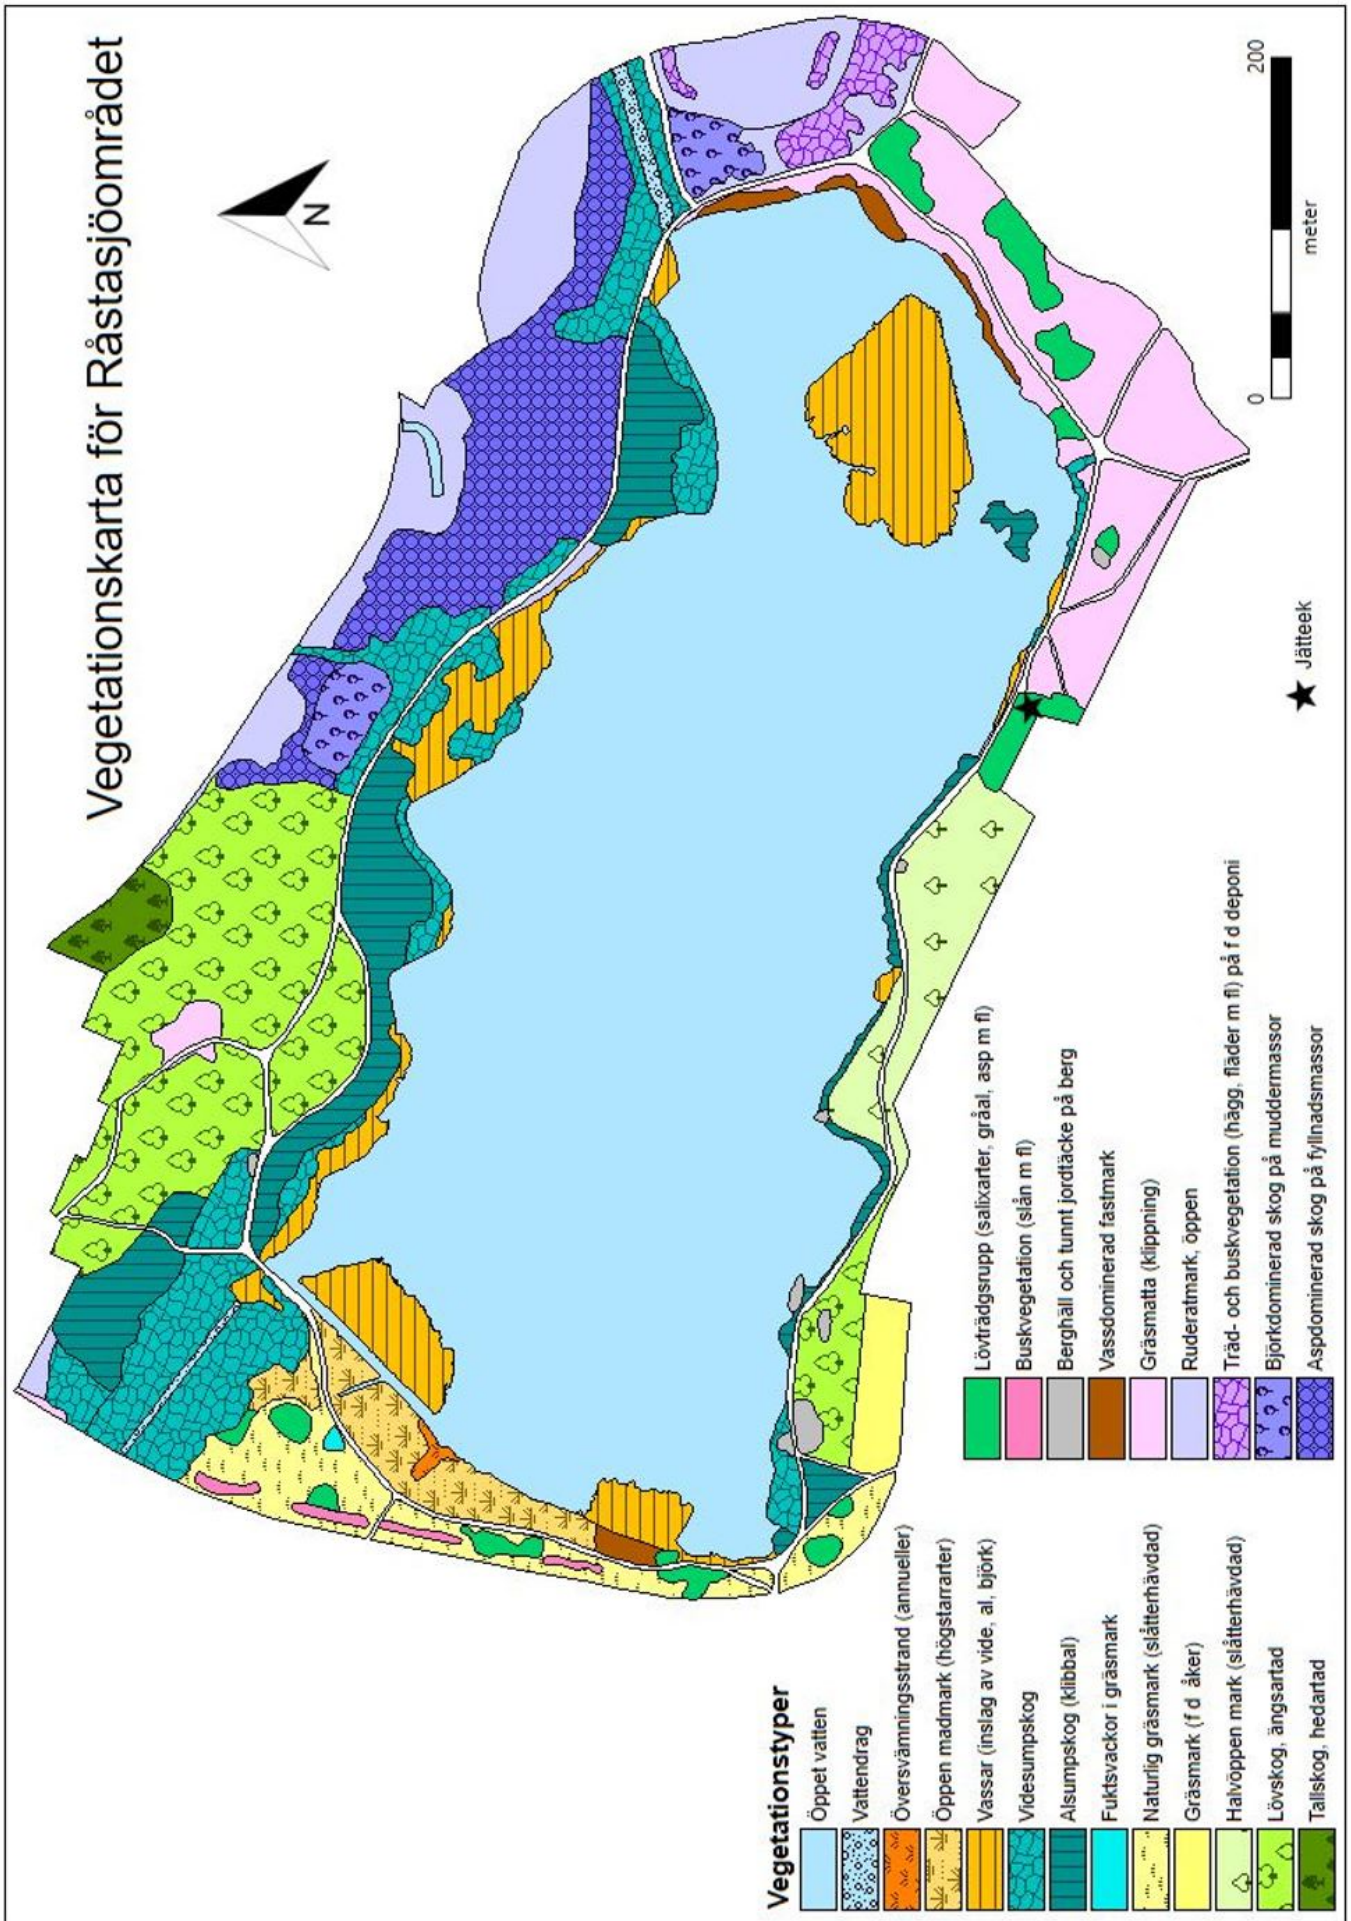 Vegetationskarta för Råstasjöområdet
N
0
200
meter
Jätteek
Vegetationstyper
Öppet vatten
Vattendrag
Översvämningsstrand (annueller)
Öppen madmark (högstarrarter)
Vassar (inslag av vide, al, björk)
Videsumpskog
Alsumpskog (klibbal)
Fuktsvackor i gräsmark
Naturlig gräsmark (slåtterhävdad)
Gräsmark (f d åker)
Halvöppen mark (slåtterhävdad)
Lövskog, ängsartad
Tallskog, hedartad
Lövträdgsrupp (salixarter, gråal, asp m fl)
Buskvegetation (slån m fl)
Berghäll och tunnt jordtäcke på berg
Vassdominerad fastmark
Gräsmatta (klippning)
Ruderatmark, öppen
Träd- och buskvegetation (hägg, fläder m fl) på f d deponi
Björkdominerad skog på muddermassor
Aspdominerad skog på fyllnadsmassor